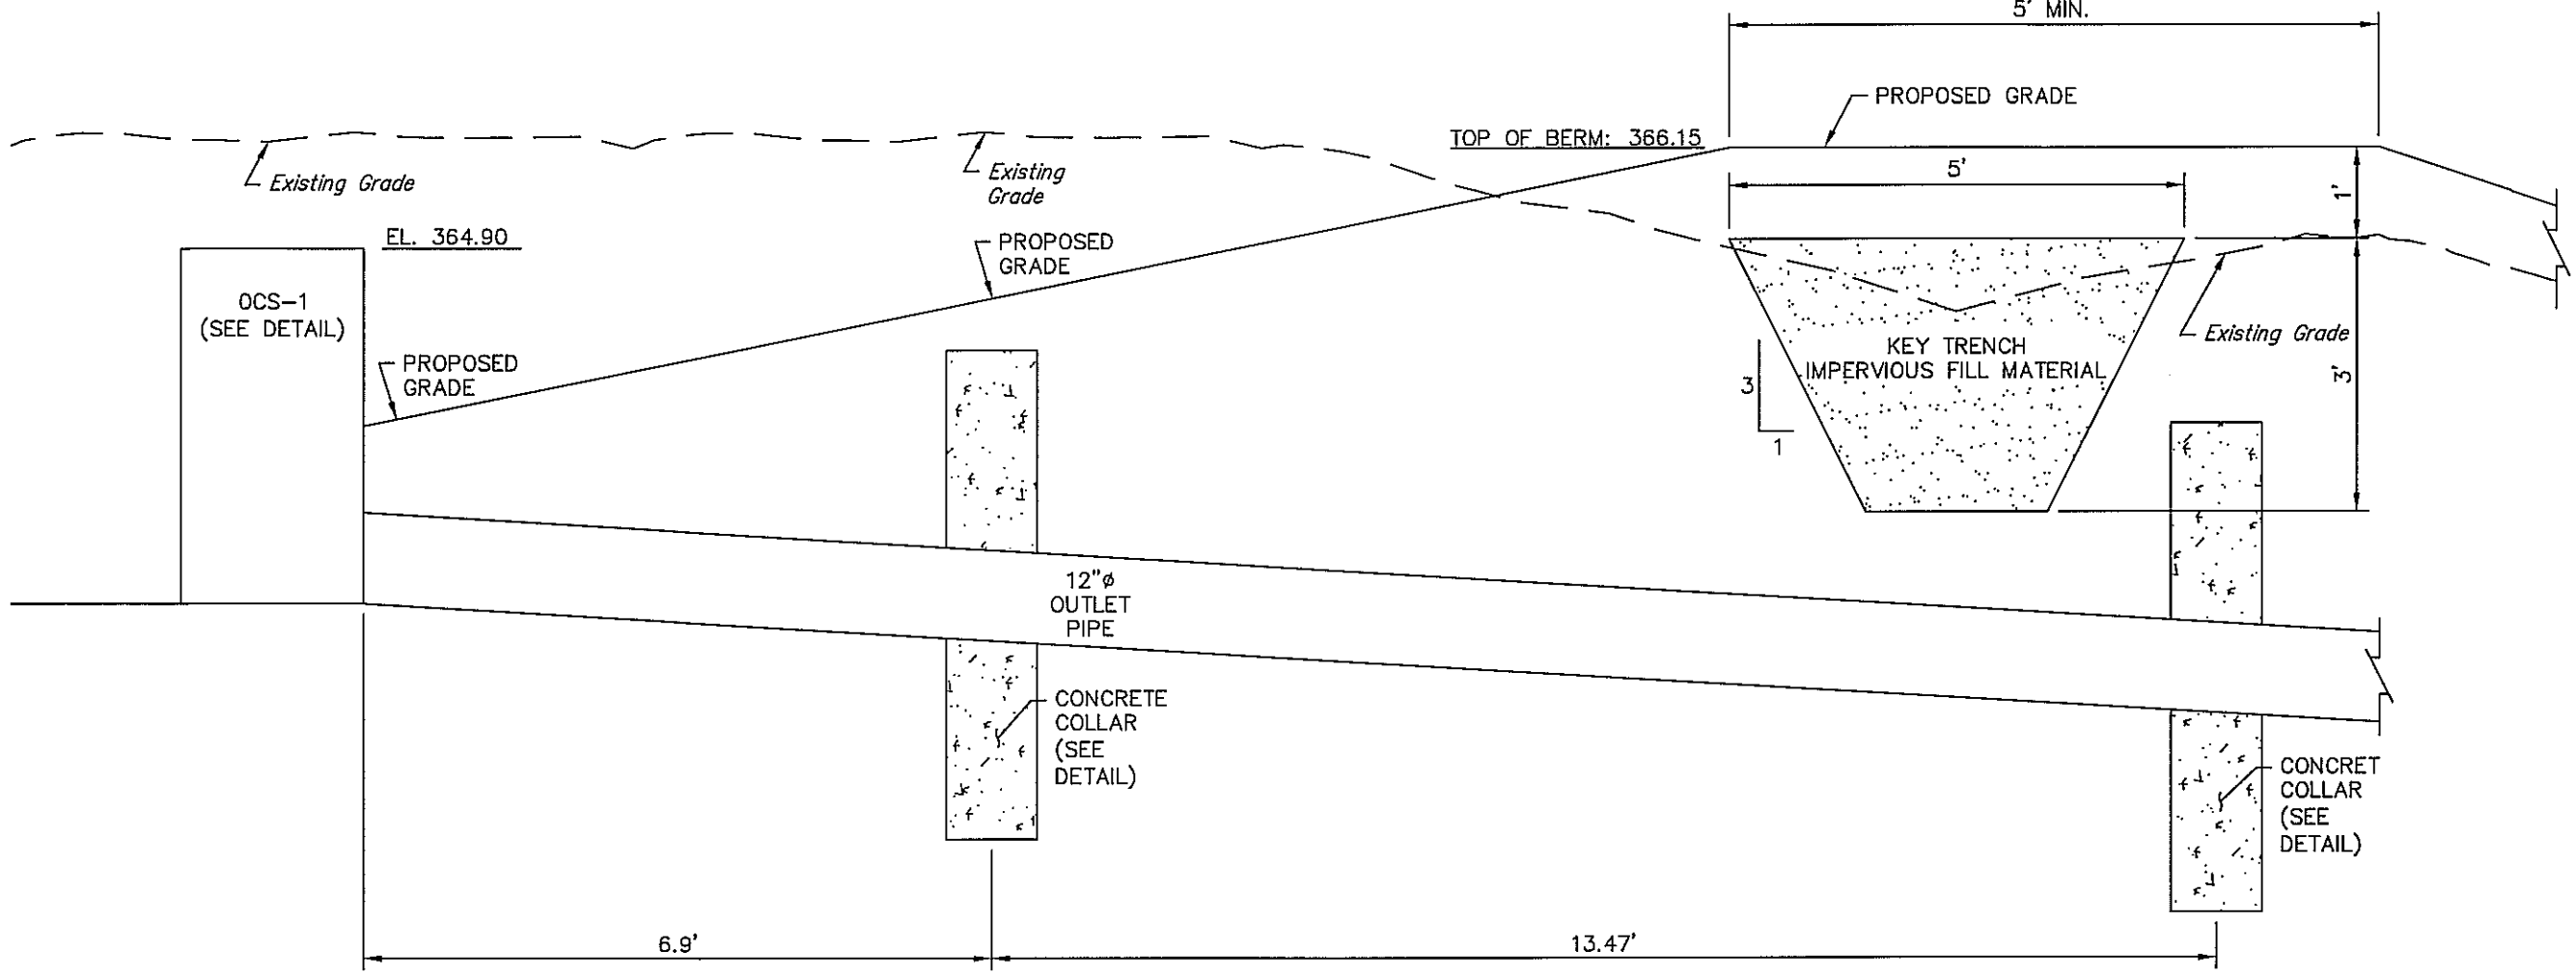 5' MIN.
PROPOSED GRADE
TOP OF BERM: 366.15
Existing Grade
Existing
Grade
5'
1'
EL. 364.90
PROPOSED
GRADE
OCS-1
(SEE DETAIL)
PROPOSED
GRADE
KEY TRENCH
IMPERVIOUS FILL MATERIAL
Existing Grade
3
1
3'
12"ø
OUTLET
PIPE
CONCRETE
COLLAR
(SEE
DETAIL)
CONCRET
COLLAR
(SEE
DETAIL)
6.9'
13.47'